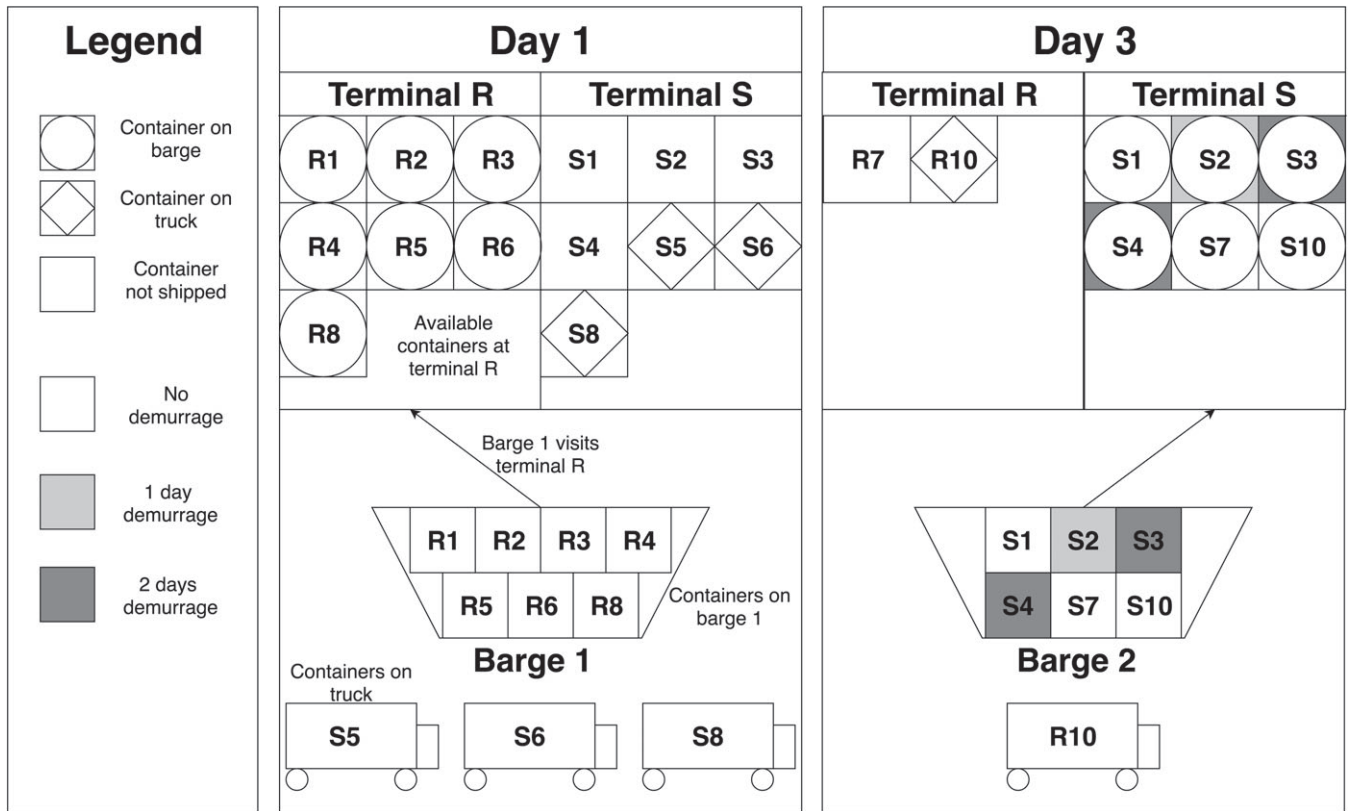 Legend
Container on
barge
Container on
truck
Container
not shipped
No
demurrage
1 day
demurrage
2 days
demurrage
Day 1
Terminal R
Terminal S
R1 R2 R3 S1 S2 S3
R4 R5 R6 S4 S5 S6
R8
Available
containers at
terminal R
S8
Barge 1 visits
terminal R
R1 R2 R3 R4
R5 R6 R8
Containers on
barge 1
Barge 1
Containers on
truck
S5 S6 S8
Day 3
Terminal R
Terminal S
R7 R10 S1 S2 S3
S4 S7 S10
S1 S2 S3
S4 S7 S10
Barge 2
R10